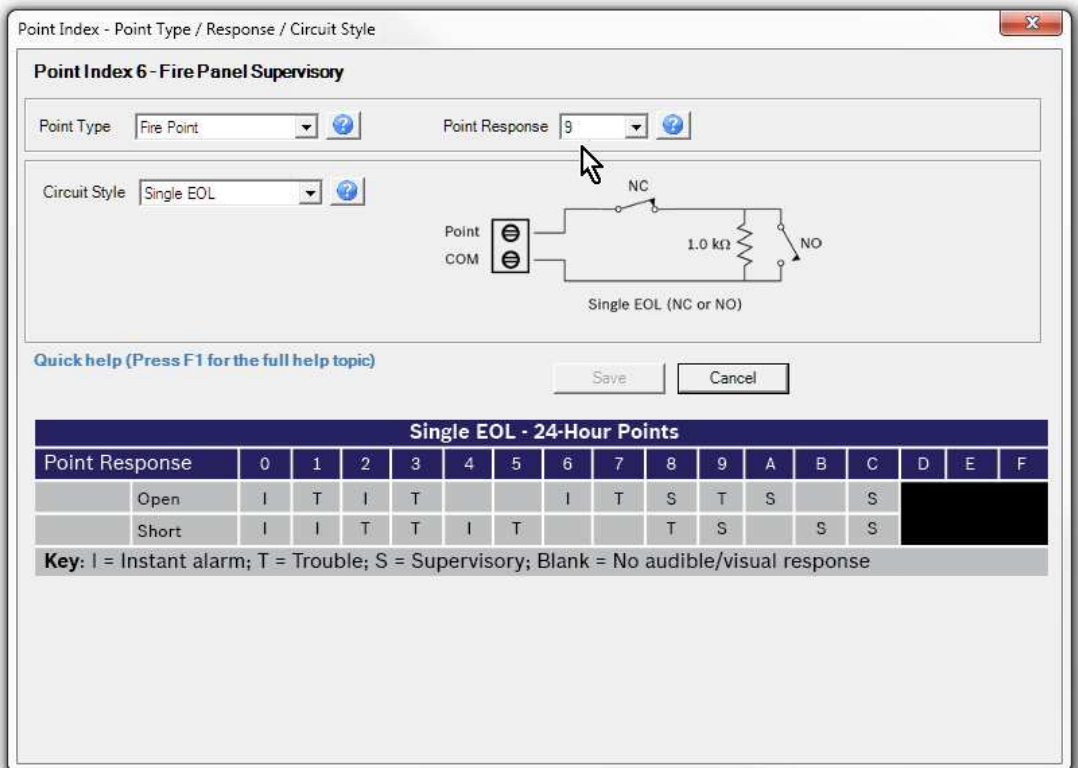 Point Index - Point Type / Response / Circuit Style
Point Index 6 - Fire Panel Supervisory
Point Type Fire Point Point Response 9
Circuit Style Single EOL
NC
Point
COM
1.0 kΩ
NO
Single EOL (NC or NO)
Quick help (Press F1 for the full help topic)
Save Cancel
Single EOL - 24-Hour Points
Point Response 0 1 2 3 4 5 6 7 8 9 A B C D E F
Open I T I T I T S T S S
Short I I T T I T T S S S
Key: I = Instant alarm; T = Trouble; S = Supervisory; Blank = No audible/visual response